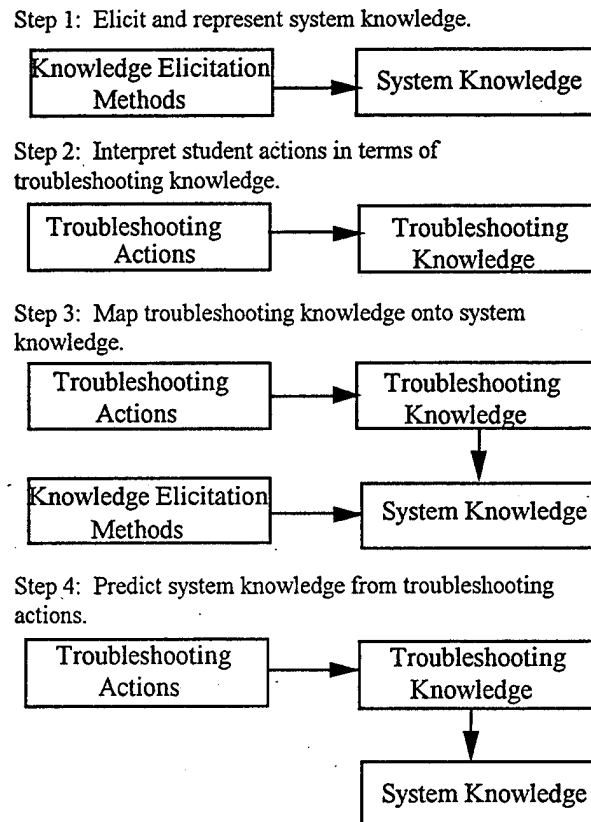 Step 1: Elicit and represent system knowledge.
Knowledge Elicitation
Methods
System Knowledge
Step 2: Interpret student actions in terms of
troubleshooting knowledge.
Troubleshooting
Actions
Troubleshooting
Knowledge
Step 3: Map troubleshooting knowledge onto system
knowledge.
Troubleshooting
Actions
Troubleshooting
Knowledge
Knowledge Elicitation
Methods
System Knowledge
Step 4: Predict system knowledge from troubleshooting
actions.
Troubleshooting
Actions
Troubleshooting
Knowledge
System Knowledge